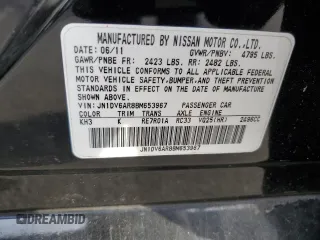 MANUFACTURED BY NISSAN MOTOR CO.,LTD.
DATE: 06/11 GVWR/PNBV: 4795 LBS.
GAWR/PNBE FR: 2423 LBS. RR: 2482 LBS.
THIS VEHICLE CONFORMS TO ALL APPLICABLE FEDERAL
MOTOR VEHICLE SAFETY, BUMPER, AND THEFT
PREVENTION STANDARDS IN EFFECT ON THE DATE OF
MANUFACTURE SHOWN ABOVE.
VIN: JN1DV6AR8BM653967 PASSENGER CAR
COLOR TRIM TRANS AXLE ENGINE
KH3 K RE7R01A RC33 VQ25(HR) 2496CC
JN1DV6AR8BM653967
REBRAND ID